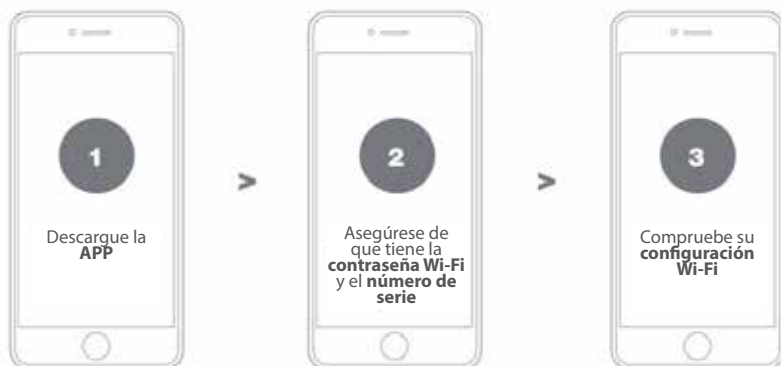 1
Descargue la
APP
>
2
Asegúrese de
que tiene la
contraseña Wi-Fi
y el número de
serie
>
3
Compruebe su
configuración
Wi-Fi